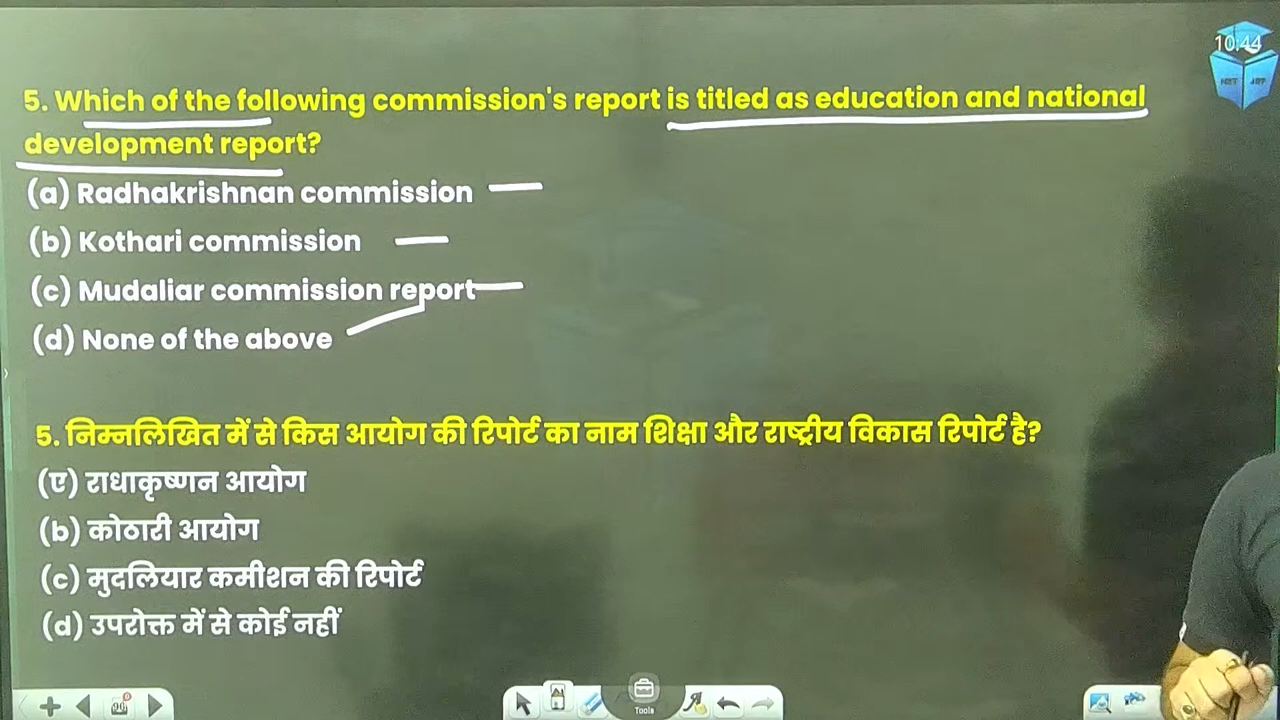 10:44
NET JRF
5. Which of the following commission's report is titled as education and national
development report?
(a) Radhakrishnan commission
(b) Kothari commission
(c) Mudaliar commission report
(d) None of the above
5. निम्नलिखित में से किस आयोग की रिपोर्ट का नाम शिक्षा और राष्ट्रीय विकास रिपोर्ट है?
(ए) राधाकृष्णन आयोग
(b) कोठारी आयोग
(c) मुदलियार कमीशन की रिपोर्ट
(d) उपरोक्त में से कोई नहीं
Tools